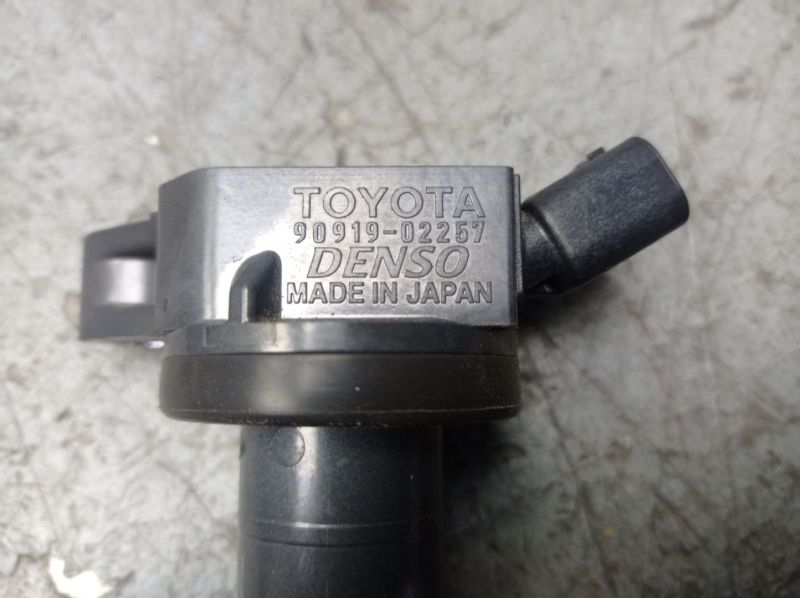 TOYOTA
90919-02257
DENSO
MADE IN JAPAN